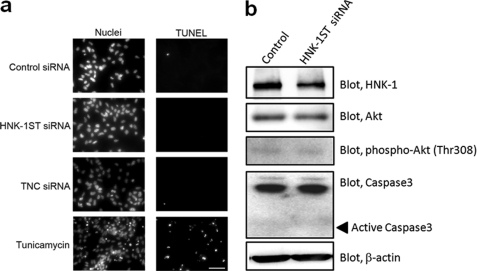 a
Nuclei TUNEL
Control siRNA
HNK-1ST siRNA
TNC siRNA
Tunicamycin
b
Control HNK-1ST siRNA
Blot, HNK-1
Blot, Akt
Blot, phospho-Akt (Thr308)
Blot, Caspase3
Active Caspase3
Blot, β-actin